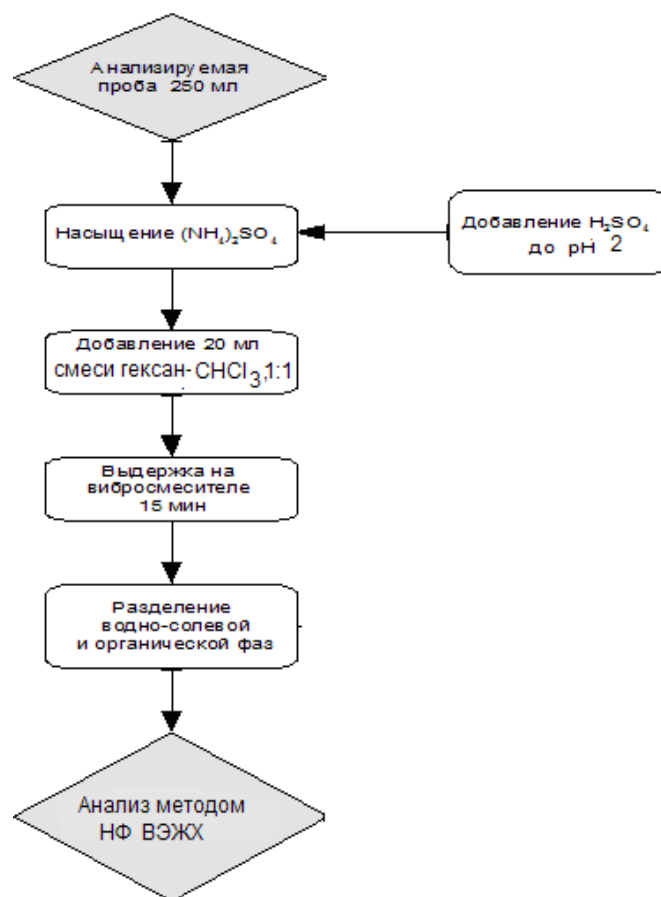 Анализируемая
проба 250 мл
Насыщение (NH₄)₂SO₄
Добавление H₂SO₄
до pH 2
Добавление 20 мл
смеси гексан-CHCl₃,1:1
Выдержка на
вибросмесителе
15 мин
Разделение
водно-солевой
и органической фаз
Анализ методом
НФ ВЭЖХ